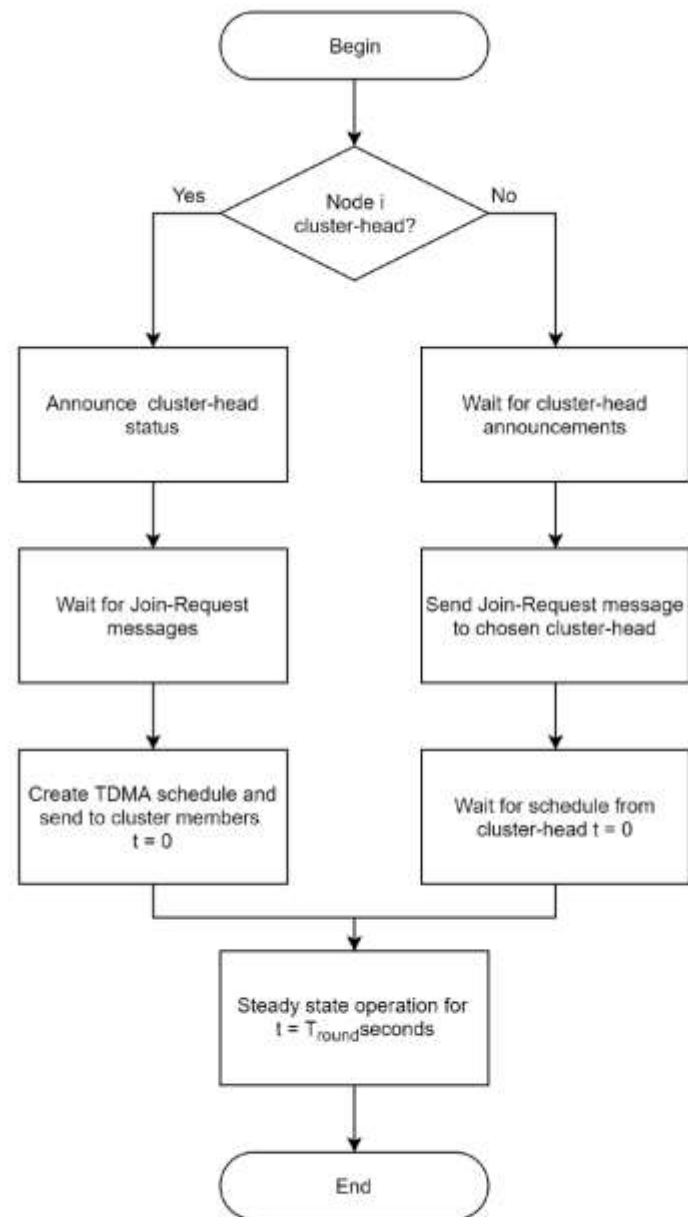 Begin
Yes
No
Node i
cluster-head?
Announce cluster-head
status
Wait for cluster-head
announcements
Wait for Join-Request
messages
Send Join-Request message
to chosen cluster-head
Create TDMA schedule and
send to cluster members
t = 0
Wait for schedule from
cluster-head t = 0
Steady state operation for
t = Troundseconds
End